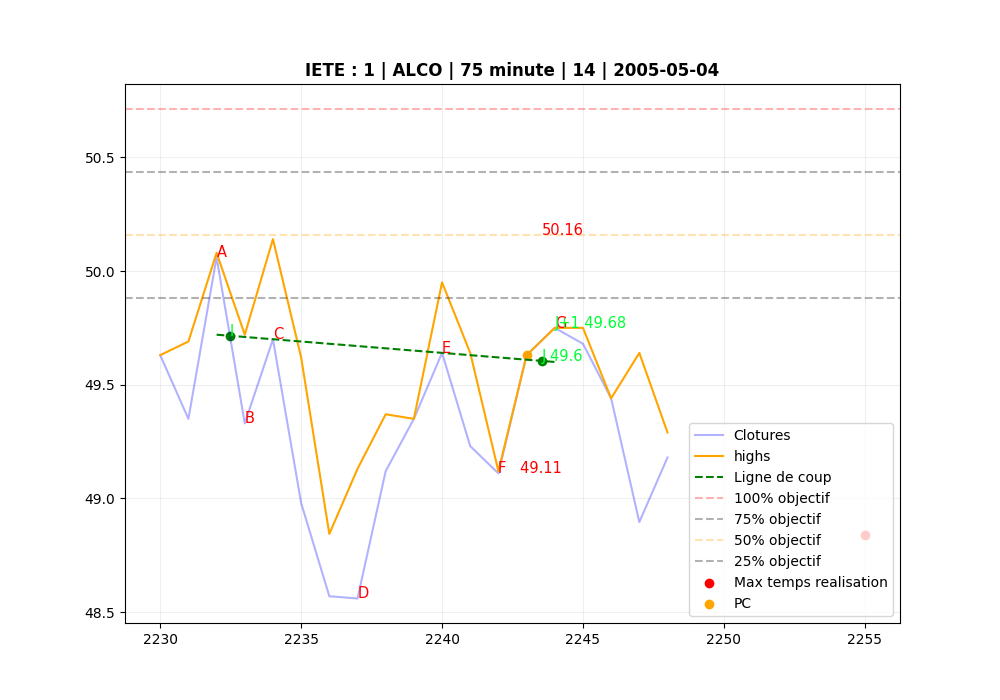 IETE : 1 | ALCO | 75 minute | 14 | 2005-05-04
50.5
50.0
49.5
49.0
48.5
50.16
A
G
J+1 49.68
I
C
E
J 49.6
B
F 49.11
D
Clotures
highs
Ligne de coup
100% objectif
75% objectif
50% objectif
25% objectif
Max temps realisation
PC
2230
2235
2240
2245
2250
2255